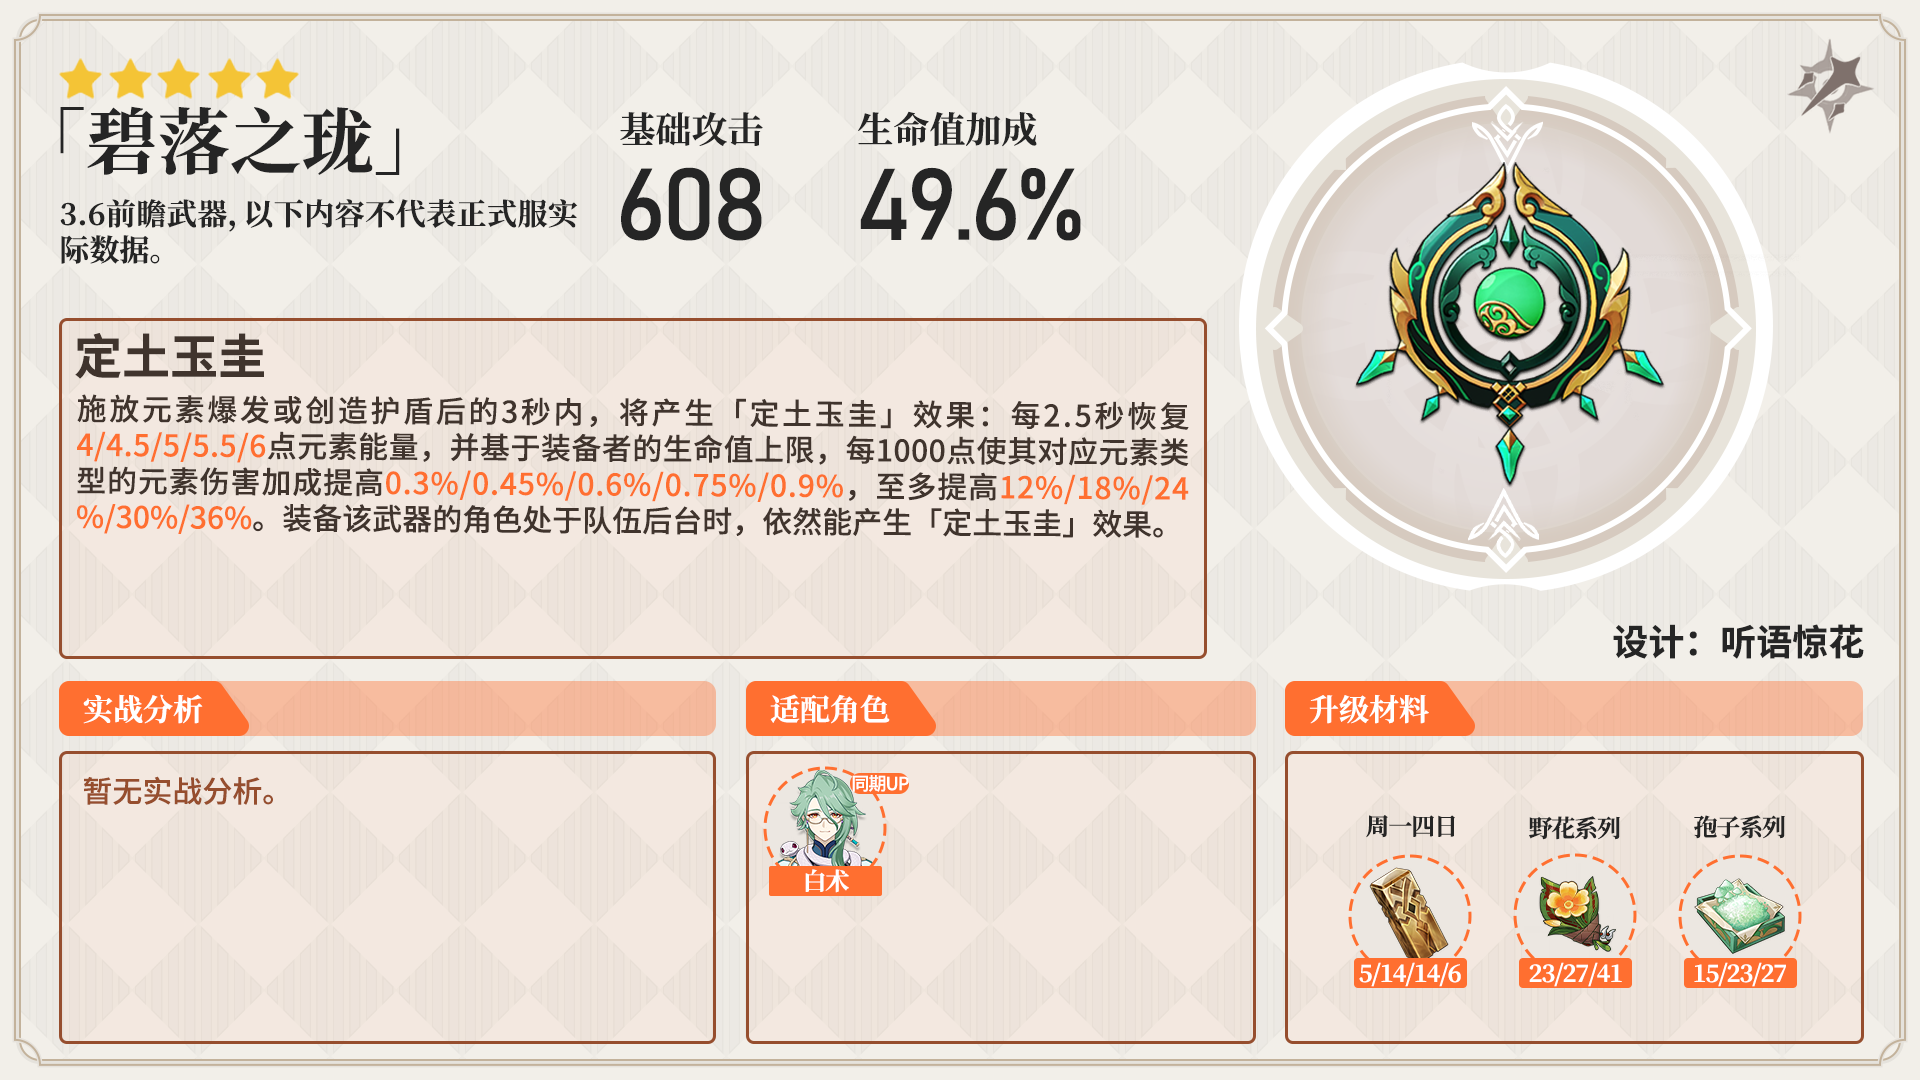 「碧落之珑」
3.6前瞻武器, 以下内容不代表正式服实
际数据。
基础攻击
608
生命值加成
49.6%
定土玉圭
施放元素爆发或创造护盾后的3秒内，将产生「定土玉圭」效果：每2.5秒恢复
4/4.5/5/5.5/6点元素能量，并基于装备者的生命值上限，每1000点使其对应元素类
型的元素伤害加成提高0.3%/0.45%/0.6%/0.75%/0.9%，至多提高12%/18%/24
%/30%/36%。装备该武器的角色处于队伍后台时，依然能产生「定土玉圭」效果。
设计：听语惊花
实战分析
暂无实战分析。
适配角色
同期UP
白术
升级材料
周一四日
5/14/14/6
野花系列
23/27/41
孢子系列
15/23/27